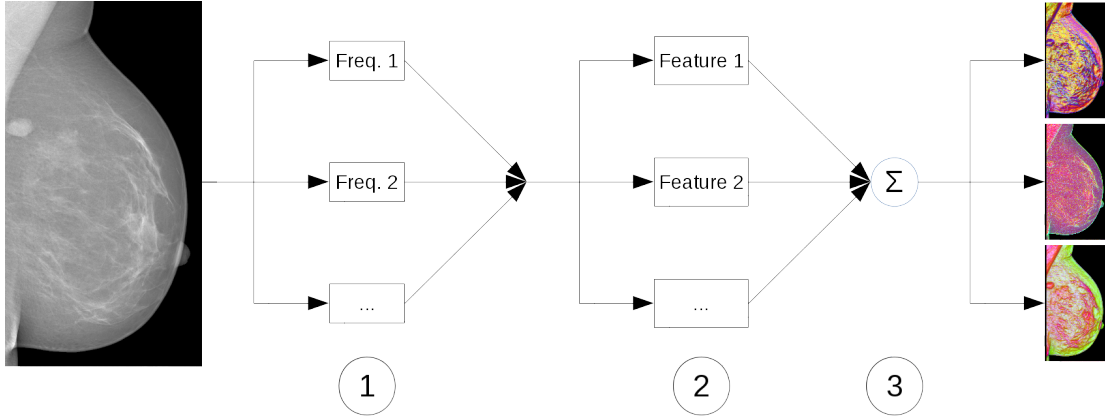 Freq. 1
Feature 1
Freq. 2
Feature 2
Σ
...
...
1
2
3